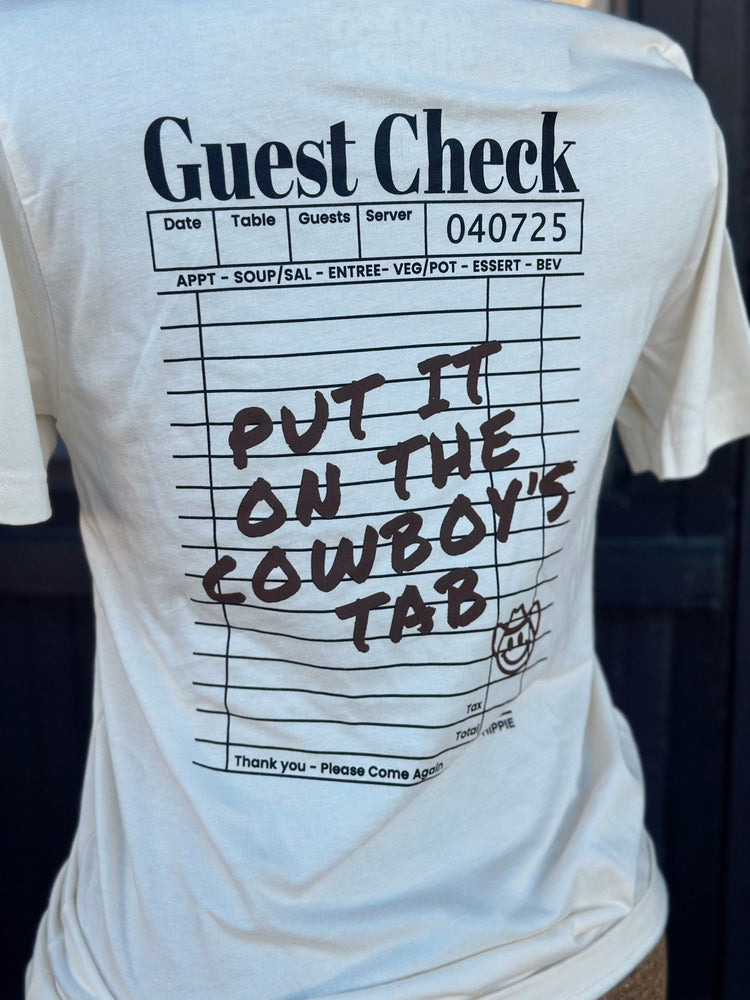 Guest Check
Date Table Guests Server 040725
APPT - SOUP/SAL - ENTREE- VEG/POT - ESSERT - BEV
PUT IT
ON THE
COWBOY'S
TAB
Tax
Total
Thank you - Please Come Again